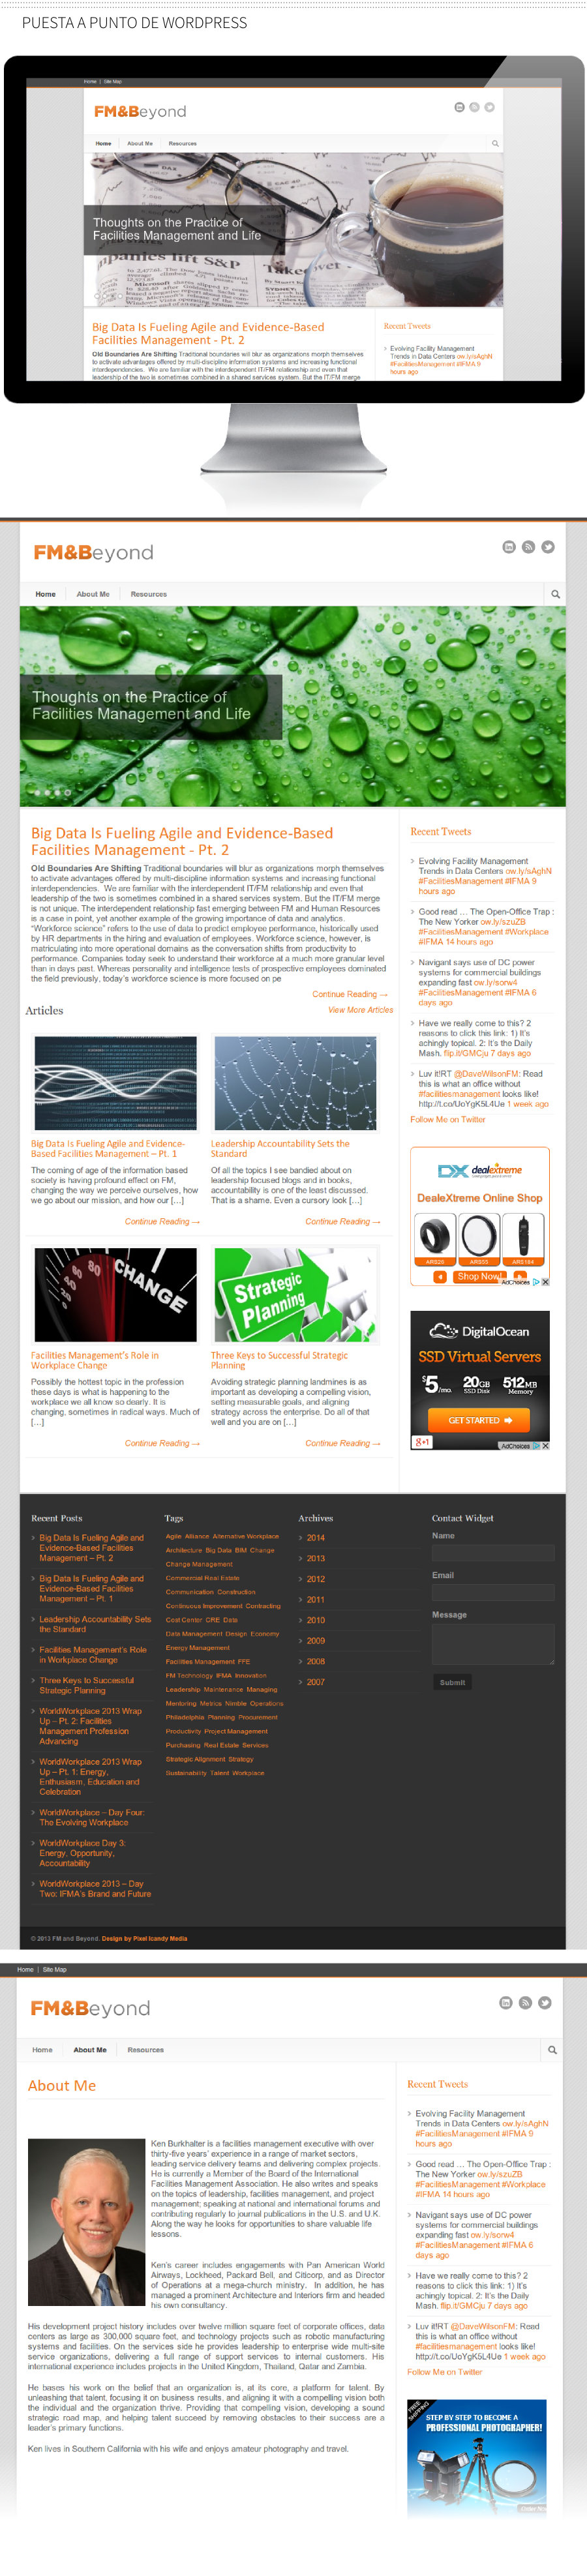 PUESTA A PUNTO DE WORDPRESS
Home | Site Map
FM&Beyond
Home About Me Resources
Thoughts on the Practice of
Facilities Management and Life
Big Data Is Fueling Agile and Evidence-Based
Facilities Management - Pt. 2
Old Boundaries Are Shifting Traditional boundaries will blur as organizations morph themselves
to activate advantages offered by multi-discipline information systems and increasing functional
interdependencies. We are familiar with the interdependent IT/FM relationship and even that
leadership of the two is sometimes combined in a shared services system. But the IT/FM merge
Recent Tweets
Evolving Facility Management
Trends in Data Centers ow.ly/sAghN
#FacilitiesManagement #IFMA 9
hours ago
FM&Beyond
Home About Me Resources
Thoughts on the Practice of
Facilities Management and Life
Big Data Is Fueling Agile and Evidence-Based
Facilities Management - Pt. 2
Old Boundaries Are Shifting Traditional boundaries will blur as organizations morph themselves
to activate advantages offered by multi-discipline information systems and increasing functional
interdependencies. We are familiar with the interdependent IT/FM relationship and even that
leadership of the two is sometimes combined in a shared services system. But the IT/FM merge
is not unique. The interdependent relationship fast emerging between IT and Human Resources
is a case in point, yet another example of the growing importance of data and analytics.
"Workforce science" refers to the use of data to predict employee performance, historically used
by HR departments in the hiring and evaluation of employees. Workforce science, however, is
matriculating into more operational domains as the conversation shifts from productivity to
performance. Companies today seek to understand their workforce at a much more granular level
than in days past. Whereas personality and intelligence tests of prospective employees dominated
the field previously, today's workforce science is more focused on pe
Continue Reading →
Articles
View More Articles
Big Data Is Fueling Agile and Evidence-
Based Facilities Management – Pt. 1
The coming of age of the information based
society is having profound effect on FM,
changing the way we perceive ourselves, how
we go about our mission, and how our [...]
Continue Reading →
Leadership Accountability Sets the
Standard
Of all the topics I see bandied about on
leadership focused blogs and in books,
accountability is one of the least discussed.
That is a shame. Even a cursory look [...]
Continue Reading →
CHANGE
Facilities Management's Role in
Workplace Change
Possibly the hottest topic in the profession
these days is what is happening to the
workplace we all know so dearly. It is
changing, sometimes in radical ways. Much of
[...]
Continue Reading →
Strategic
Planning
Three Keys to Successful Strategic
Planning
Avoiding strategic planning landmines is as
important as developing a compelling vision,
setting measurable goals, and aligning
strategy across the enterprise. Do all of that
well and you are on [...]
Continue Reading →
Recent Tweets
Evolving Facility Management
Trends in Data Centers ow.ly/sAghN
#FacilitiesManagement #IFMA 9
hours ago
Good read ... The Open-Office Trap :
The New Yorker ow.ly/szuZB
#FacilitiesManagement #Workplace
#IFMA 14 hours ago
Navigant says use of DC power
systems for commercial buildings
expanding fast ow.ly/sorw4
#FacilitiesManagement #IFMA 6
days ago
Have we really come to this? 2
reasons to click this link: 1) It's
achingly topical. 2: It's the Daily
Mash. flip.it/GMCju 7 days ago
Luv it!RT @DaveWilsonFM: Read
this is what an office without
#facilitiesmanagement looks like!
http://t.co/UoYgK5L4Ue 1 week ago
Follow Me on Twitter
DX dealextreme
DealeXtreme Online Shop
Shop Now!
AdChoices
DigitalOcean
SSD Virtual Servers
$5/mo. 20GB SSD Disk 512MB Memory
GET STARTED
g+1
AdChoices
Recent Posts
Big Data Is Fueling Agile and
Evidence-Based Facilities
Management – Pt. 2
Big Data Is Fueling Agile and
Evidence-Based Facilities
Management – Pt. 1
Leadership Accountability Sets
the Standard
Facilities Management's Role
in Workplace Change
Three Keys to Successful
Strategic Planning
WorldWorkplace 2013 Wrap
Up – Pt. 2: Facilities
Management Profession
Advancing
WorldWorkplace 2013 Wrap
Up – Pt. 1: Energy,
Enthusiasm, Education and
Celebration
WorldWorkplace – Day Four:
The Evolving Workplace
WorldWorkplace Day 3:
Energy, Opportunity,
Accountability
WorldWorkplace 2013 – Day
Two: IFMA's Brand and Future
Tags
Agile Alliance Alternative Workplace
Architecture Big Data BIM Change
Change Management
Commercial Real Estate
Communication Construction
Continuous Improvement Contracting
Cost Center CRE Data
Data Management Design Economy
Energy Management
Facilities Management FFE
FM Technology IFMA Innovation
Leadership Maintenance Managing
Mentoring Metrics Nimble Operations
Philadelphia Planning Procurement
Productivity Project Management
Purchasing Real Estate Services
Strategic Alignment Strategy
Sustainability Talent Workplace
Archives
2014
2013
2012
2011
2010
2009
2008
2007
Contact Widget
Name
Email
Message
Submit
© 2013 FM and Beyond. Design by Pixel Icandy Media
Home | Site Map
FM&Beyond
Home About Me Resources
About Me
Ken Burkhalter is a facilities management executive with over
thirty-five years' experience in a range of market sectors,
leading service delivery teams and delivering complex projects.
He is currently a Member of the Board of the International
Facilities Management Association. He also writes and speaks
on the topics of leadership, facilities management, and project
management; speaking at national and international forums and
contributing regularly to journal publications in the U.S. and U.K.
Along the way he looks for opportunities to share valuable life
lessons.
Ken's career includes engagements with Pan American World
Airways, Lockheed, Packard Bell, and Citicorp, and as Director
of Operations at a mega-church ministry. In addition, he has
managed a prominent Architecture and Interiors firm and headed
his own consultancy.
His development project history includes over twelve million square feet of corporate offices, data
centers as large as 300,000 square feet, and technology projects such as robotic manufacturing
systems and facilities. On the services side he provides leadership to enterprise wide multi-site
service organizations, delivering a full range of support services to internal customers. His
international experience includes projects in the United Kingdom, Thailand, Qatar and Zambia.
He bases his work on the belief that an organization is, at its core, a platform for talent. By
unleashing that talent, focusing on business results, and aligning it with a compelling vision both
the individual and the organization thrive. Providing that compelling vision, developing a sound
strategic road map, and helping talent succeed by removing obstacles to their success are a
leader's primary functions.
Ken lives in Southern California with his wife and enjoys amateur photography and travel.
Recent Tweets
Evolving Facility Management
Trends in Data Centers ow.ly/sAghN
#FacilitiesManagement #IFMA 9
hours ago
Good read ... The Open-Office Trap :
The New Yorker ow.ly/szuZB
#FacilitiesManagement #Workplace
#IFMA 14 hours ago
Navigant says use of DC power
systems for commercial buildings
expanding fast ow.ly/sorw4
#FacilitiesManagement #IFMA 6
days ago
Have we really come to this? 2
reasons to click this link: 1) It's
achingly topical. 2: It's the Daily
Mash. flip.it/GMCju 7 days ago
Luv it!RT @DaveWilsonFM: Read
this is what an office without
#facilitiesmanagement looks like!
http://t.co/UoYgK5L4Ue 1 week ago
Follow Me on Twitter
FREE SHIPPING
STEP BY STEP TO BECOME A
PROFESSIONAL PHOTOGRAPHER!